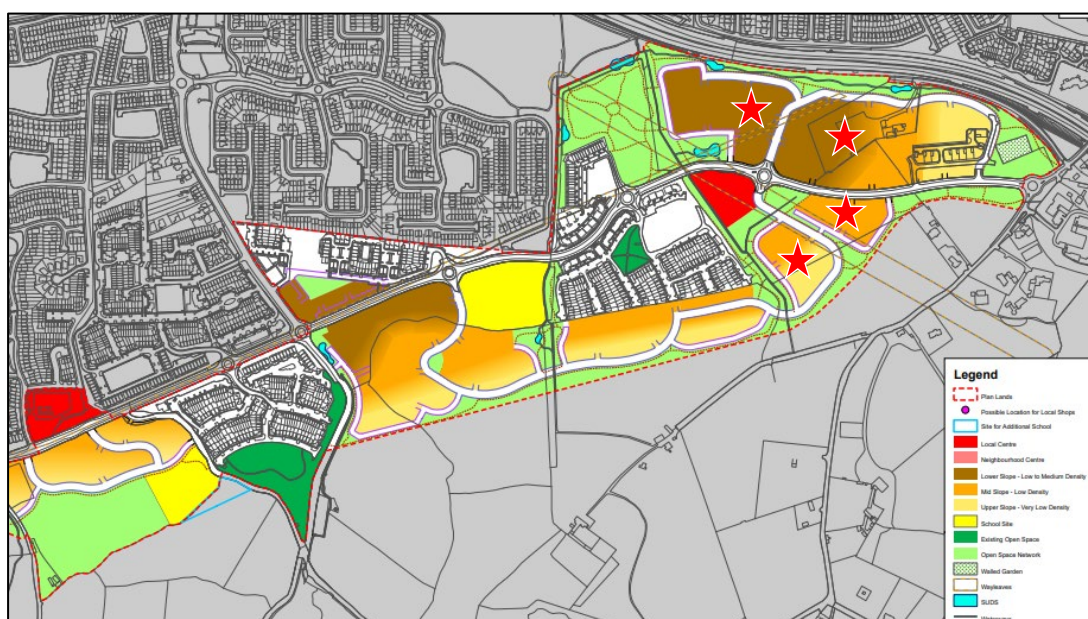 Legend
Plan Lands
Possible Location for Local Shops
Site for Additional School
Local Centre
Neighbourhood Centre
Lower Slope - Low to Medium Density
Mid Slope - Low Density
Upper Slope - Very Low Density
School Site
Existing Open Space
Open Space Network
Walled Garden
Wayleaves
SUDS